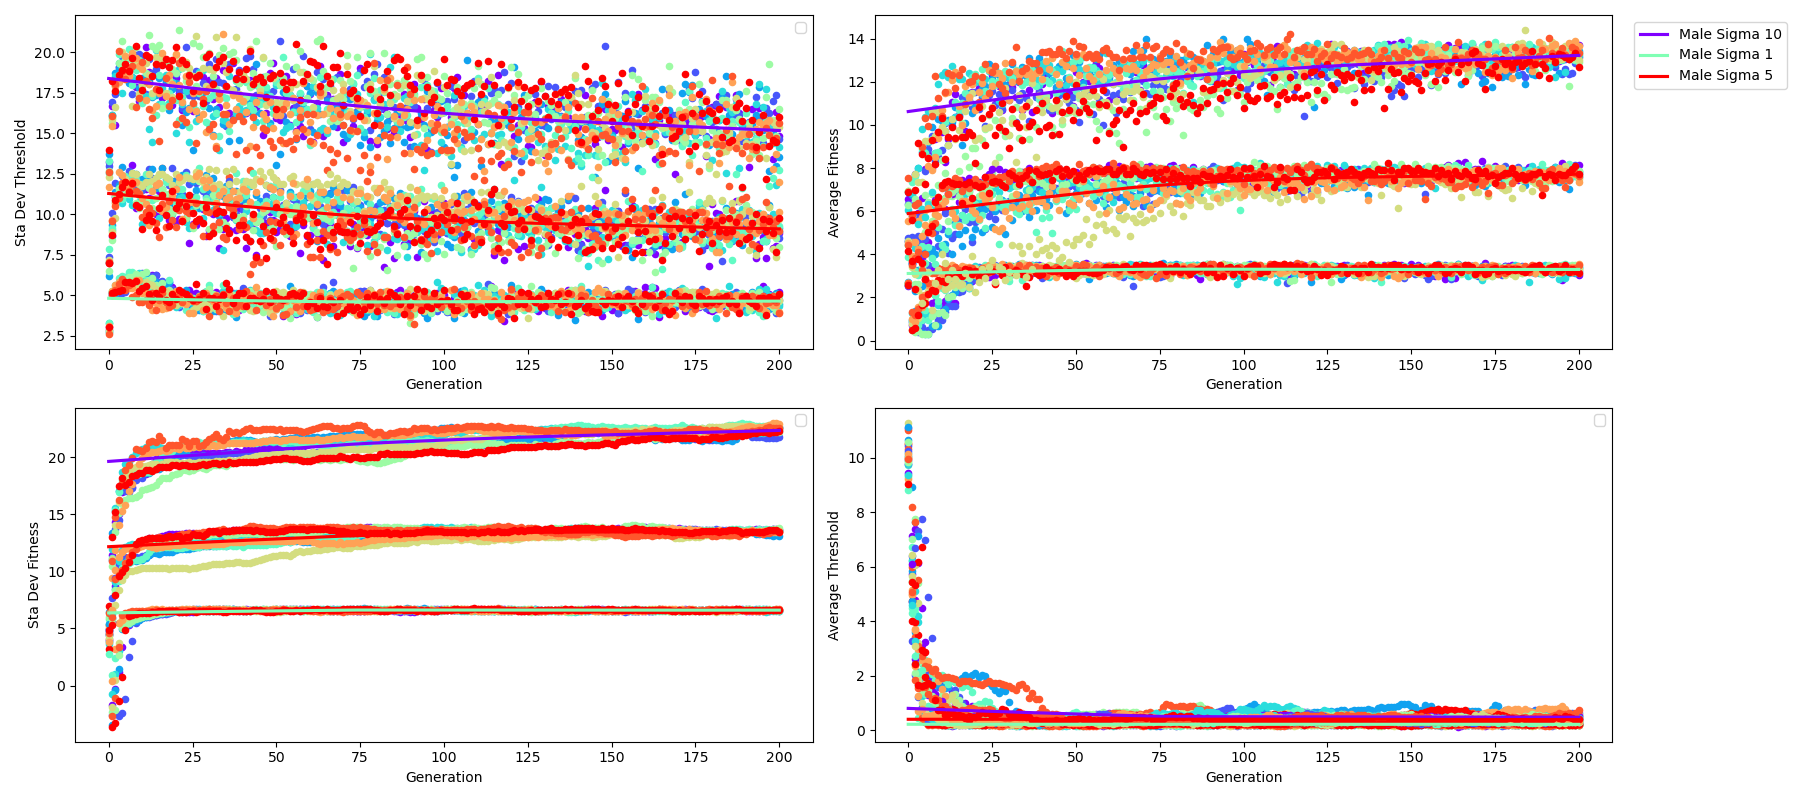 20.0
17.5
15.0
12.5
10.0
7.5
5.0
2.5
Sta Dev Threshold
0 25 50 75 100 125 150 175 200
Generation
14
12
10
8
6
4
2
0
Average Fitness
0 25 50 75 100 125 150 175 200
Generation
Male Sigma 10
Male Sigma 1
Male Sigma 5
20
15
10
5
0
Sta Dev Fitness
0 25 50 75 100 125 150 175 200
Generation
10
8
6
4
2
0
Average Threshold
0 25 50 75 100 125 150 175 200
Generation